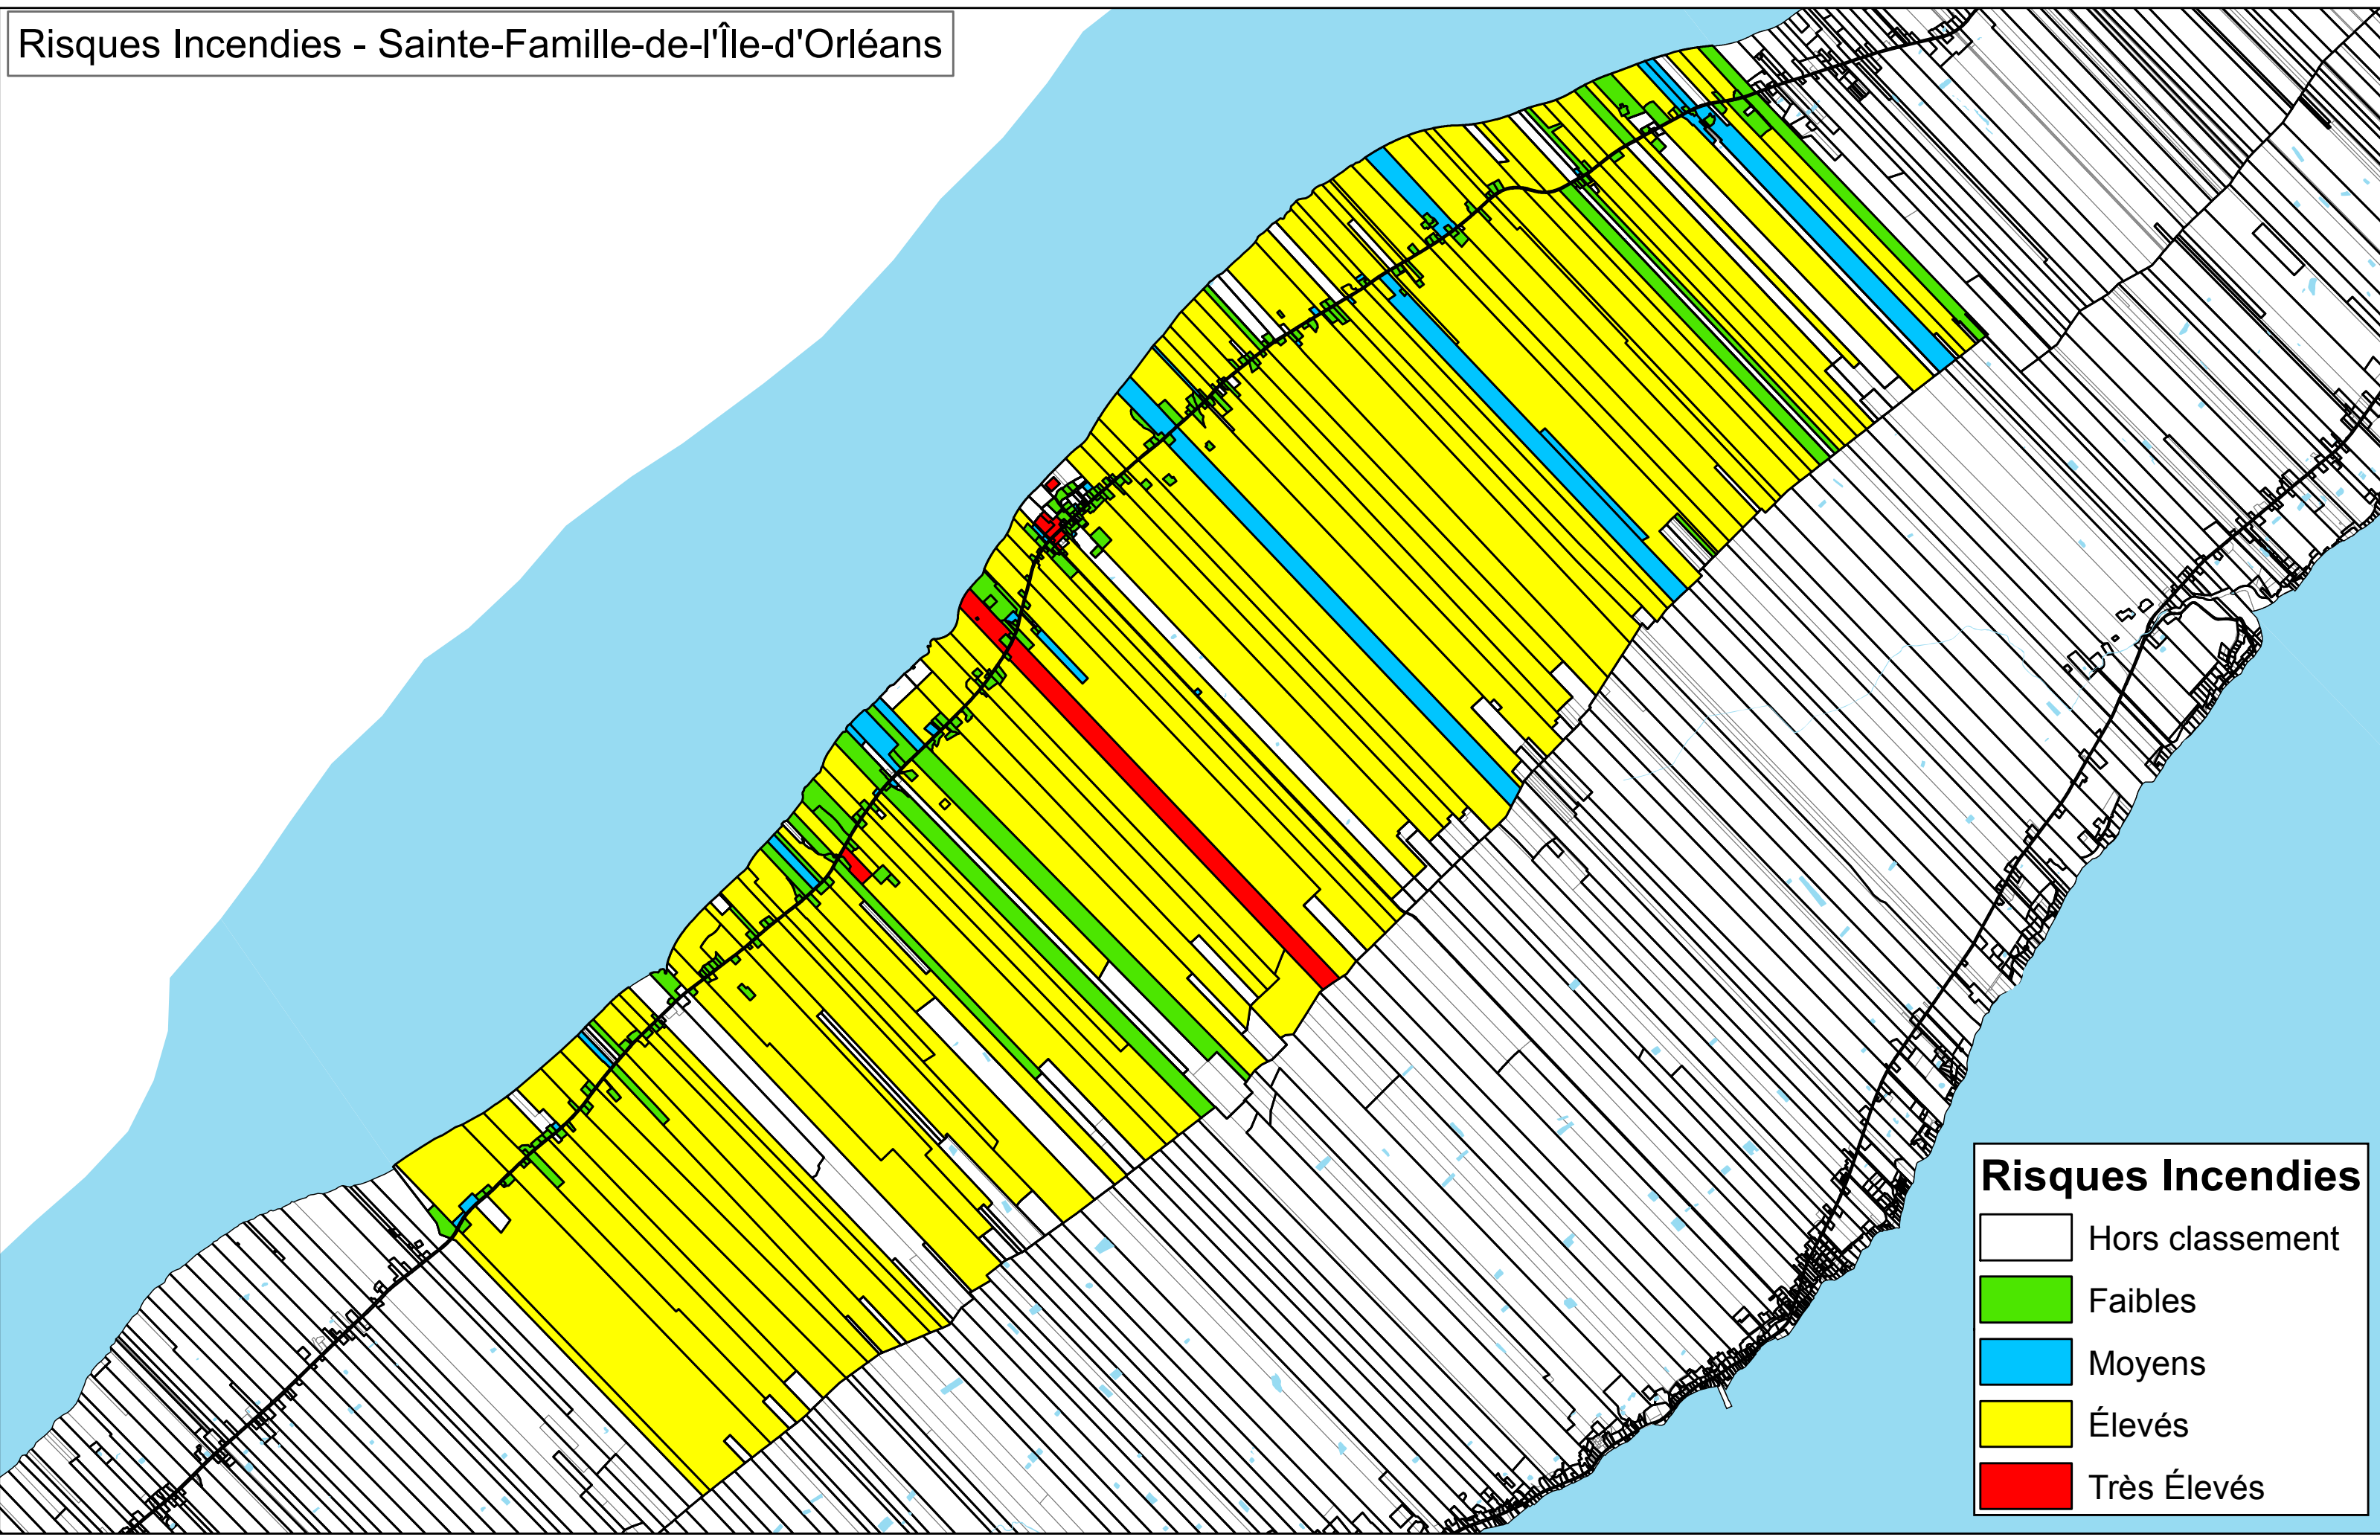 Risques Incendies - Sainte-Famille-de-l'Île-d'Orléans
Risques Incendies
Hors classement
Faibles
Moyens
Élevés
Très Élevés